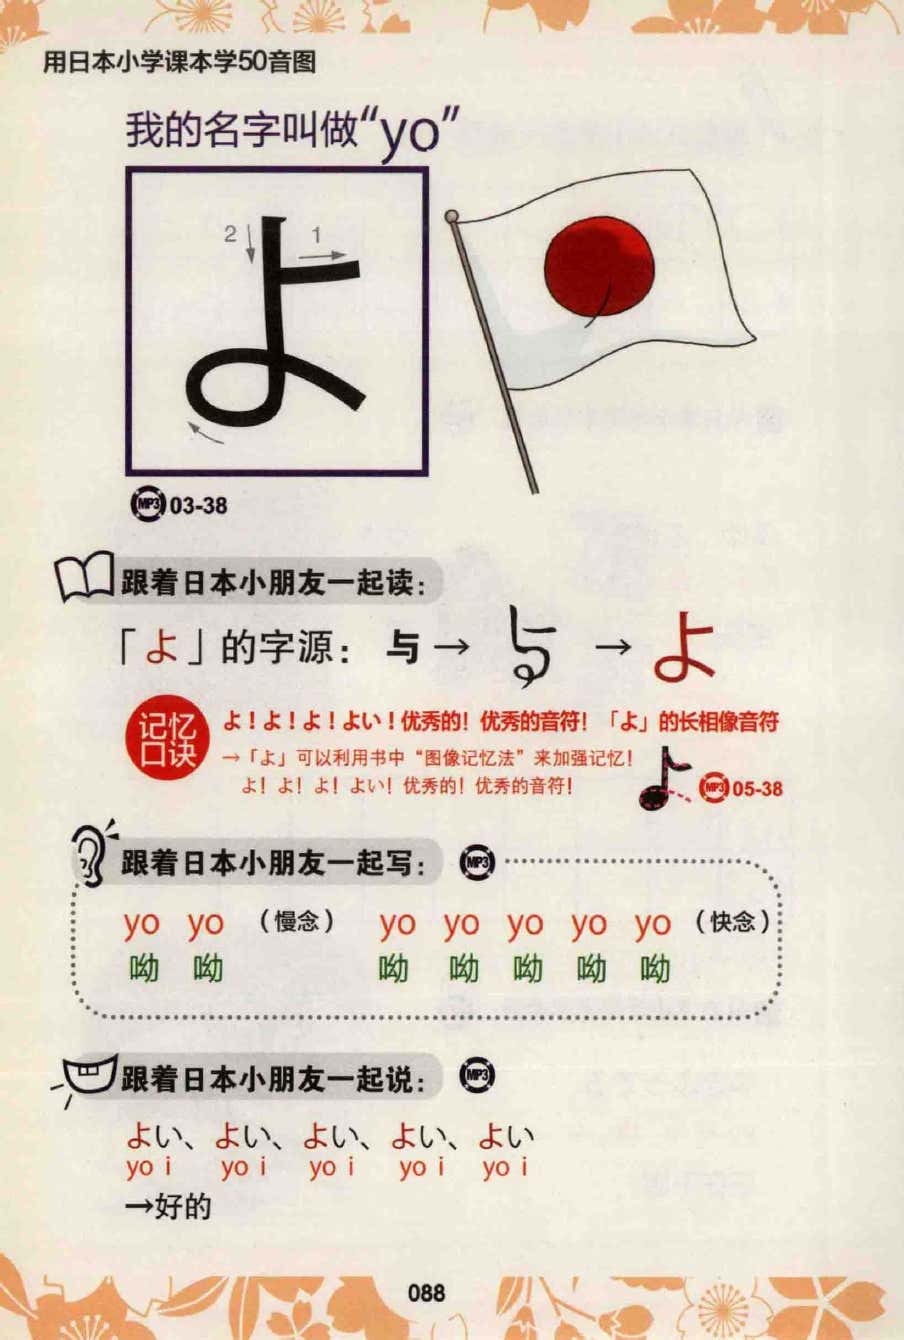 用日本小学课本学50音图
我的名字叫做“yo”
よ
2 1
MP3 03-38
跟着日本小朋友一起读：
「よ」的字源： 与→ → よ
记忆
口诀
よ！よ！よ！よい！优秀的！优秀的音符！「よ」的长相像音符
→「よ」可以利用书中“图像记忆法”来加强记忆！
よ！よ！よ！よい！优秀的！优秀的音符！
MP3 05-38
跟着日本小朋友一起写： MP3
yo yo （慢念） yo yo yo yo yo （快念）
呦 呦 呦 呦 呦 呦 呦
跟着日本小朋友一起说： MP3
よい、よい、よい、よい、よい
yo i yo i yo i yo i yo i
→好的
088